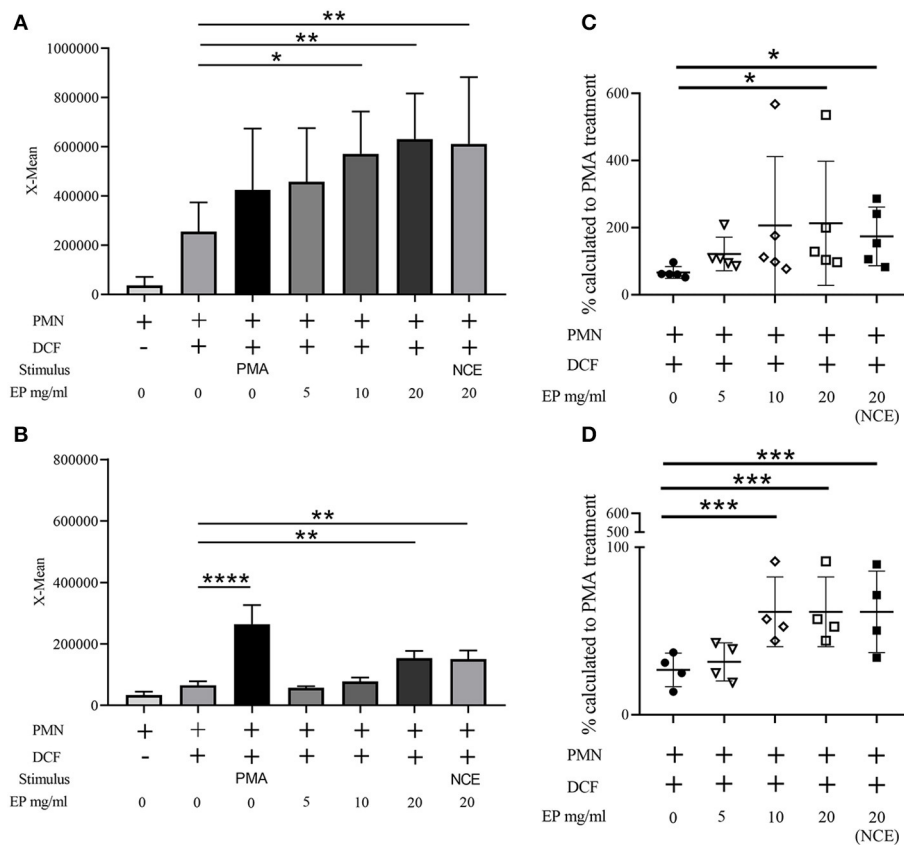 A
**
**
*
1000000
800000
600000
400000
200000
0
X-Mean
PMN + + + + + + + +
DCF - + + + + + + +
Stimulus PMA NCE
EP mg/ml 0 0 0 5 10 20 20
B
800000
600000
400000
200000
0
X-Mean
**
**
****
PMN + + + + + + +
DCF - + + + + + +
Stimulus PMA NCE
EP mg/ml 0 0 0 5 10 20 20
C
*
*
600
400
200
0
% calculated to PMA treatment
PMN + + + + +
DCF + + + + +
EP mg/ml 0 5 10 20 20
(NCE)
D
***
***
***
600
500
100
0
% calculated to PMA treatment
PMN + + + + +
DCF + + + + +
EP mg/ml 0 5 10 20 20
(NCE)